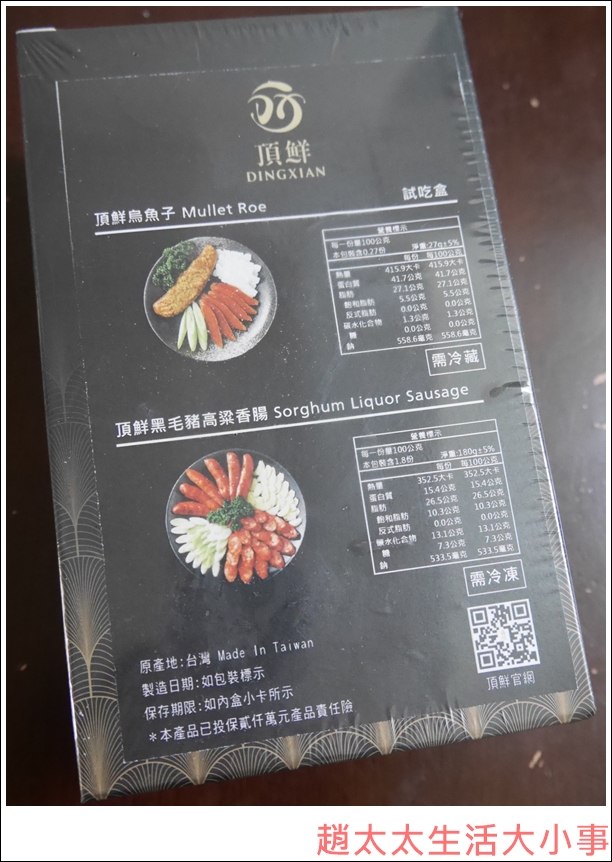 頂鮮
DINGXIAN
試吃盒
頂鮮烏魚子 Mullet Roe
營養標示
每一份量100公克
本包裝含0.27份 淨重:27g±5%
每份 每100公克
熱量 415.9大卡 415.9大卡
蛋白質 41.7公克 41.7公克
脂肪 27.1公克 27.1公克
飽和脂肪 5.5公克 5.5公克
反式脂肪 0.0公克 0.0公克
碳水化合物 1.3公克 1.3公克
糖 0.0公克 0.0公克
鈉 558.6毫克 558.6毫克
需冷藏
頂鮮黑毛豬高粱香腸 Sorghum Liquor Sausage
營養標示
每一份量100公克
本包裝含1.8份 淨重:180g±5%
每份 每100公克
熱量 352.5大卡 352.5大卡
蛋白質 15.4公克 15.4公克
脂肪 26.5公克 26.5公克
飽和脂肪 10.3公克 10.3公克
反式脂肪 0.0公克 0.0公克
碳水化合物 13.1公克 13.1公克
糖 7.3公克 7.3公克
鈉 533.5毫克 533.5毫克
需冷凍
原產地:台灣 Made In Taiwan
製造日期:如包裝標示
保存期限:如內盒小卡所示
*本產品已投保貳仟萬元產品責任險
頂鮮官網
趙太太生活大小事